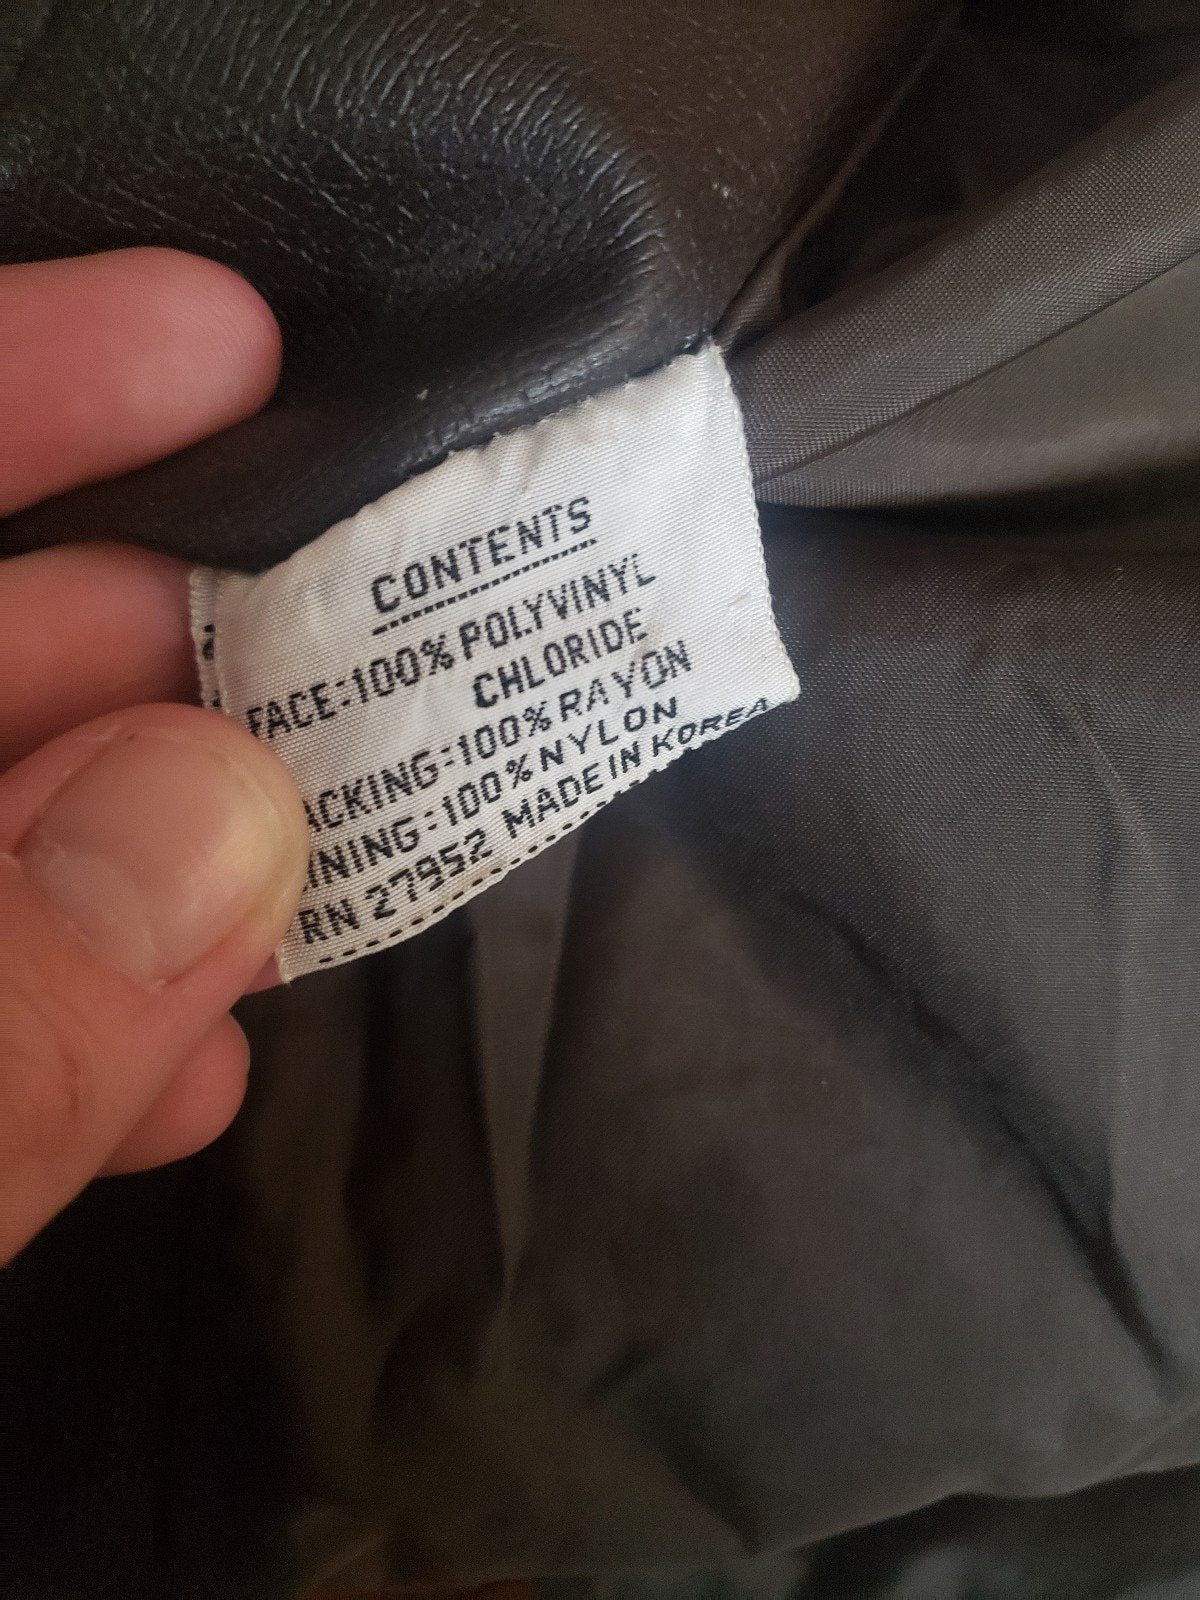 CONTENTS
FACE:100% POLYVINYL
CHLORIDE
ACKING:100% RAYON
INING:100% NYLON
RN 27952 MADE IN KOREA